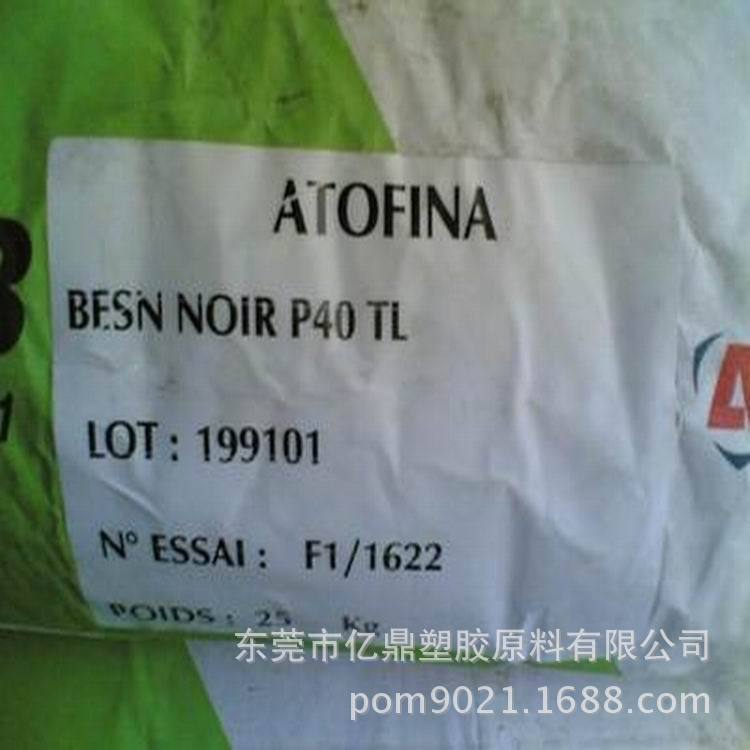 ATOFINA
BESN NOIR P40 TL
LOT : 199101
N° ESSAI : F1/1622
POIDS : 25 Kg
东莞市亿鼎塑胶原料有限公司
pom9021.1688.com